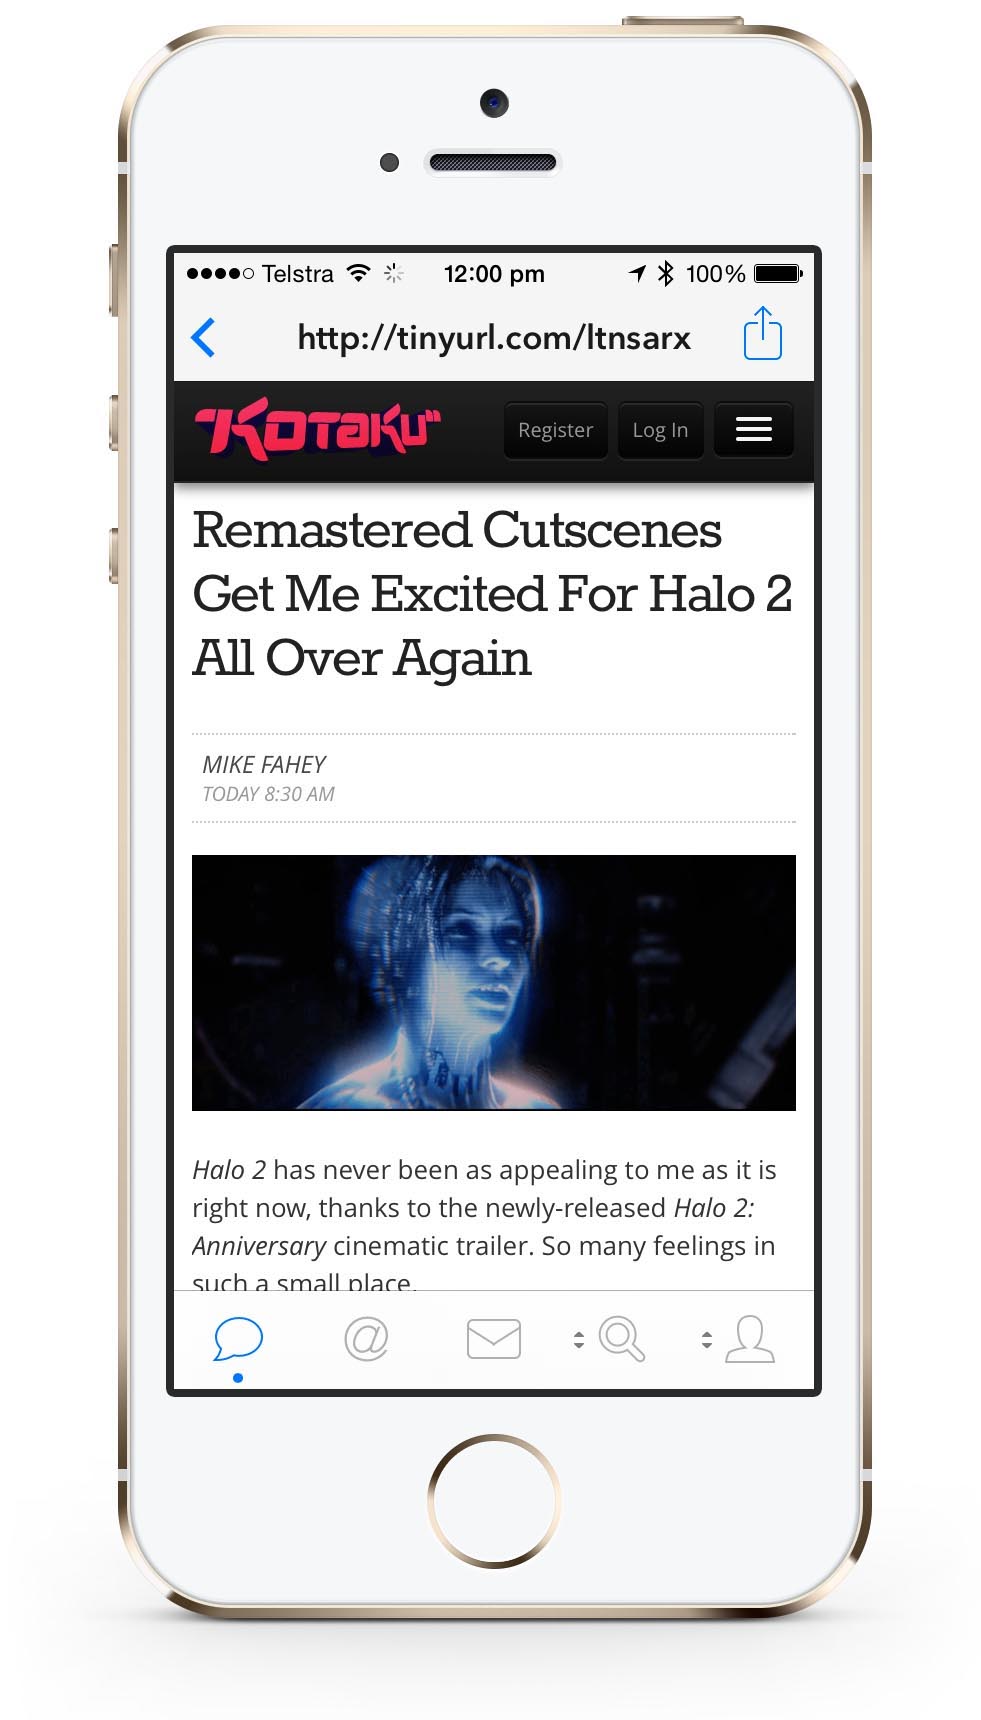 Telstra 12:00 pm 100%
http://tinyurl.com/ltnsarx
KOTAKU Register Log In
Remastered Cutscenes
Get Me Excited For Halo 2
All Over Again
MIKE FAHEY
TODAY 8:30 AM
Halo 2 has never been as appealing to me as it is
right now, thanks to the newly-released Halo 2:
Anniversary cinematic trailer. So many feelings in
such a small place.